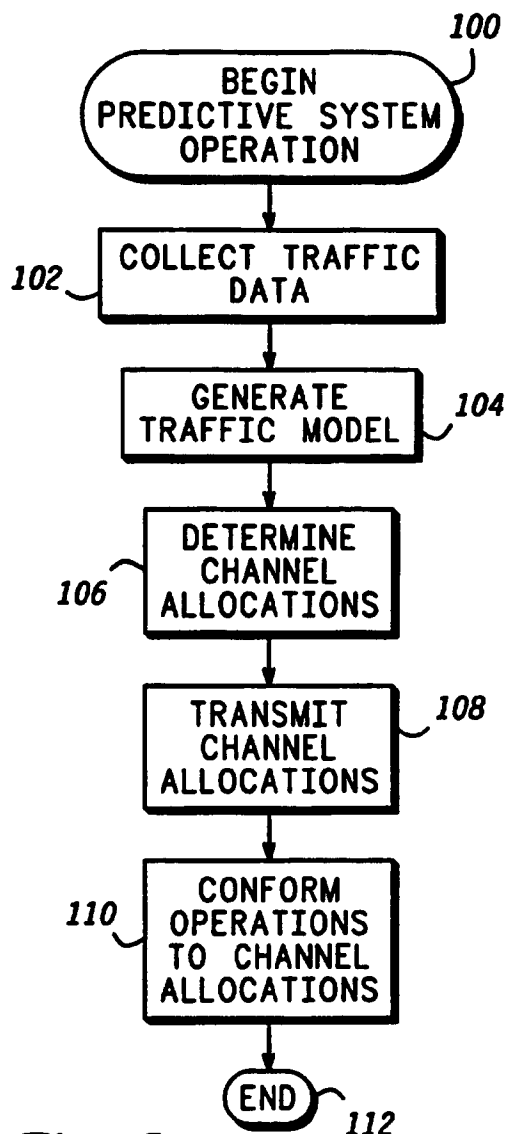 100
BEGIN
PREDICTIVE SYSTEM
OPERATION
102
COLLECT TRAFFIC
DATA
GENERATE
TRAFFIC MODEL
104
DETERMINE
CHANNEL
ALLOCATIONS
106
TRANSMIT
CHANNEL
ALLOCATIONS
108
110
CONFORM
OPERATIONS
TO CHANNEL
ALLOCATIONS
END
112